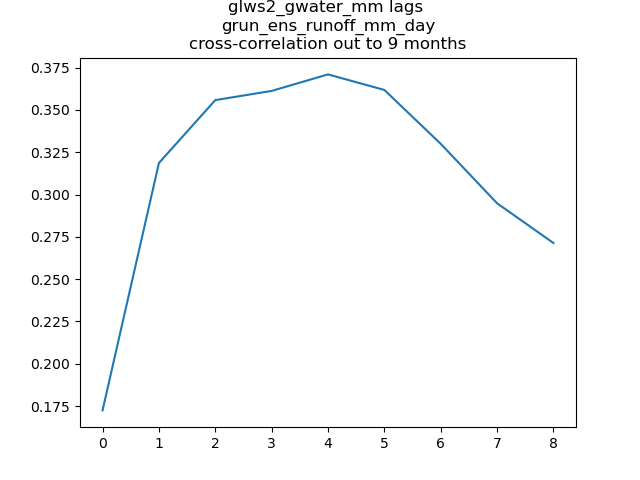 glws2_gwater_mm lags
grun_ens_runoff_mm_day
cross-correlation out to 9 months
0.375
0.350
0.325
0.300
0.275
0.250
0.225
0.200
0.175
0 1 2 3 4 5 6 7 8